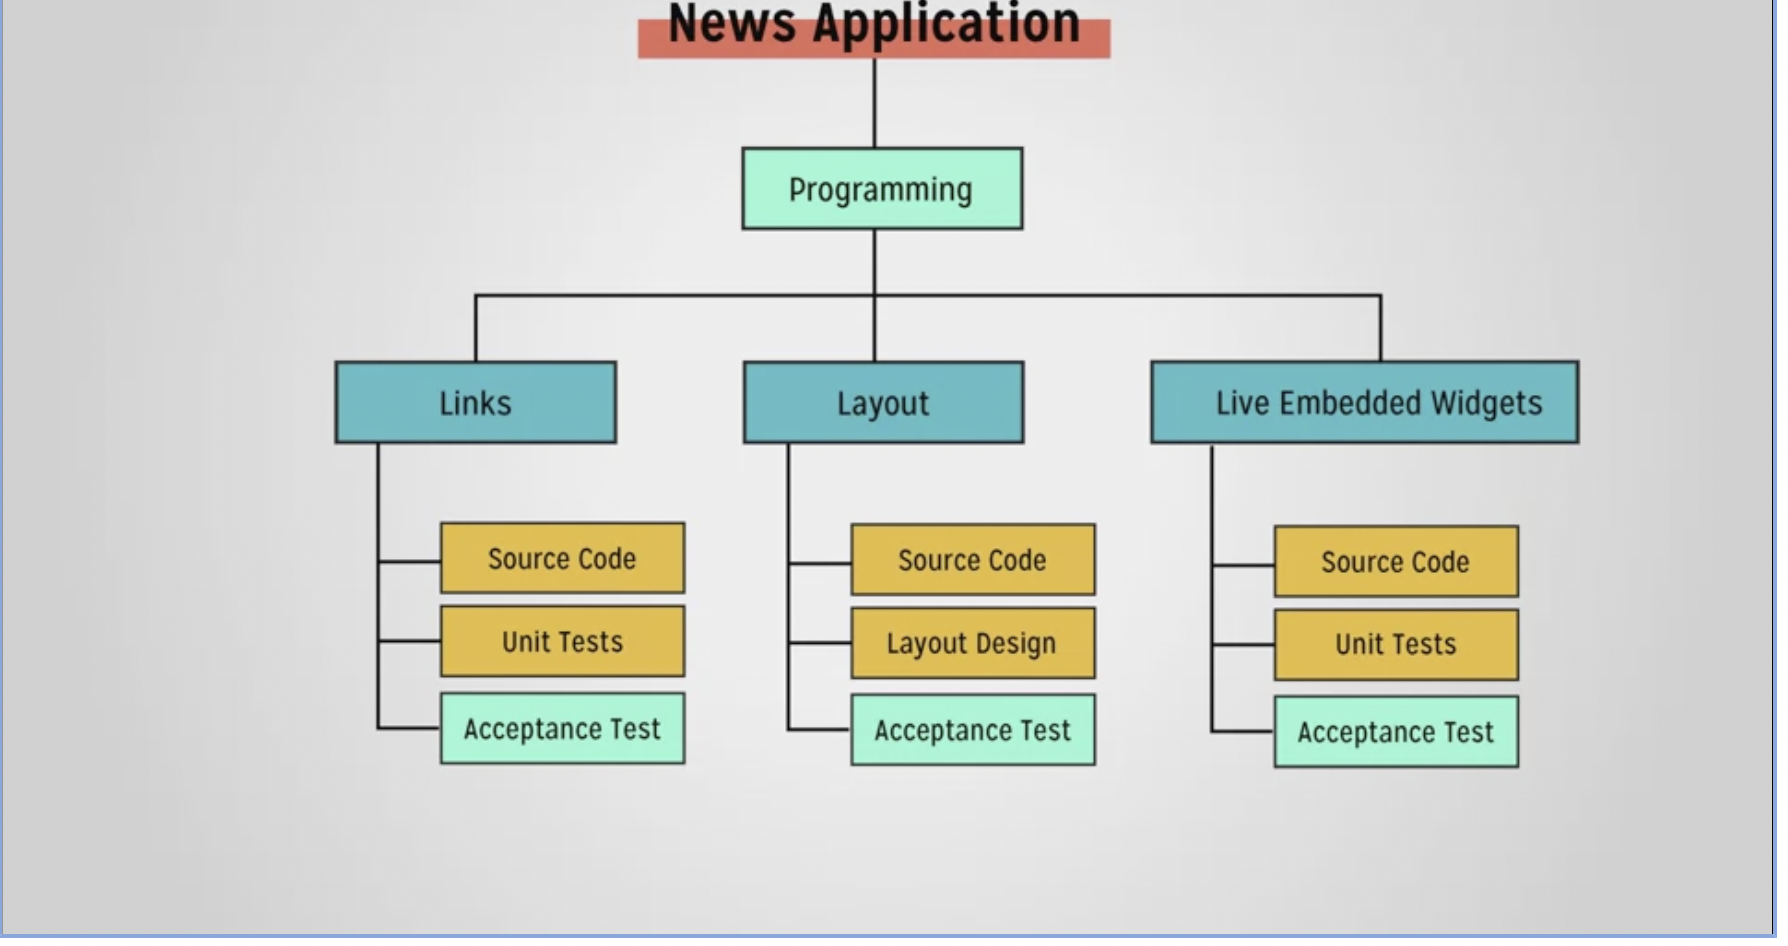 News Application
Programming
Links
Layout
Live Embedded Widgets
Source Code
Unit Tests
Acceptance Test
Source Code
Layout Design
Acceptance Test
Source Code
Unit Tests
Acceptance Test